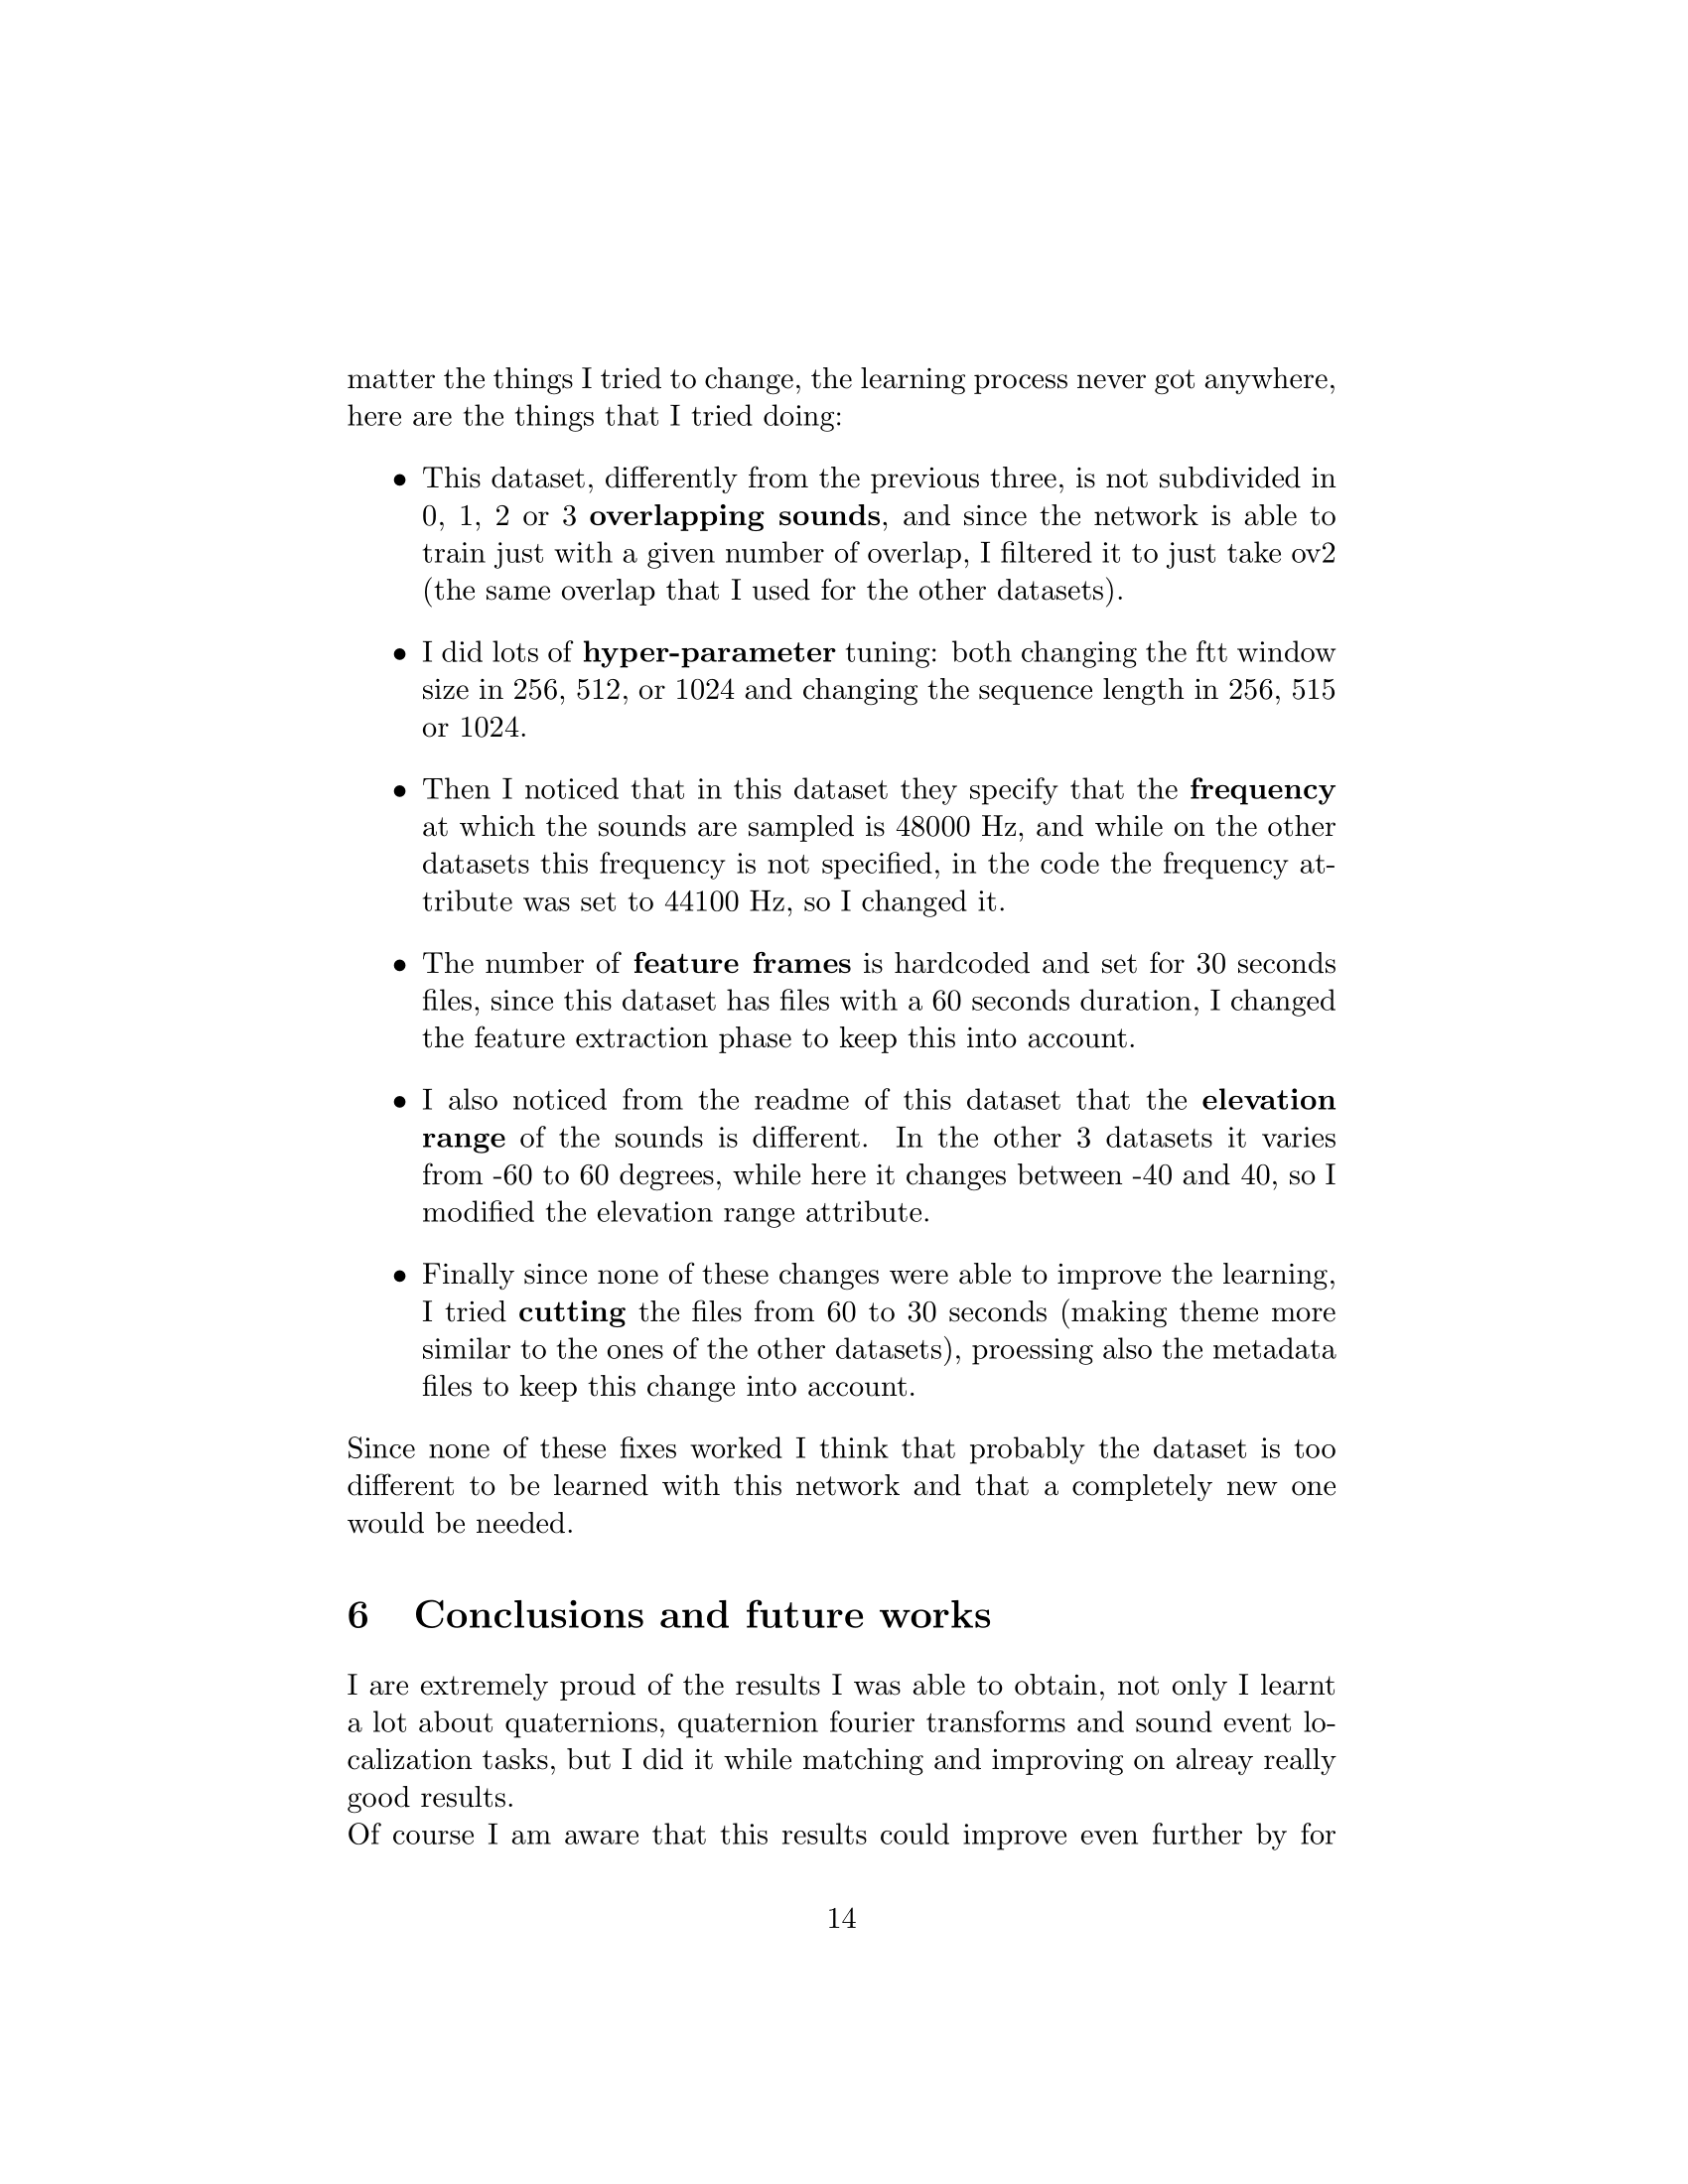 matter the things I tried to change, the learning process never got anywhere,
here are the things that I tried doing:
• This dataset, differently from the previous three, is not subdivided in
0, 1, 2 or 3 overlapping sounds, and since the network is able to
train just with a given number of overlap, I filtered it to just take ov2
(the same overlap that I used for the other datasets).
• I did lots of hyper-parameter tuning: both changing the ftt window
size in 256, 512, or 1024 and changing the sequence length in 256, 515
or 1024.
• Then I noticed that in this dataset they specify that the frequency
at which the sounds are sampled is 48000 Hz, and while on the other
datasets this frequency is not specified, in the code the frequency at-
tribute was set to 44100 Hz, so I changed it.
• The number of feature frames is hardcoded and set for 30 seconds
files, since this dataset has files with a 60 seconds duration, I changed
the feature extraction phase to keep this into account.
• I also noticed from the readme of this dataset that the elevation
range of the sounds is different. In the other 3 datasets it varies
from -60 to 60 degrees, while here it changes between -40 and 40, so I
modified the elevation range attribute.
• Finally since none of these changes were able to improve the learning,
I tried cutting the files from 60 to 30 seconds (making theme more
similar to the ones of the other datasets), proessing also the metadata
files to keep this change into account.
Since none of these fixes worked I think that probably the dataset is too
different to be learned with this network and that a completely new one
would be needed.
6 Conclusions and future works
I are extremely proud of the results I was able to obtain, not only I learnt
a lot about quaternions, quaternion fourier transforms and sound event lo-
calization tasks, but I did it while matching and improving on alreay really
good results.
Of course I am aware that this results could improve even further by for
14